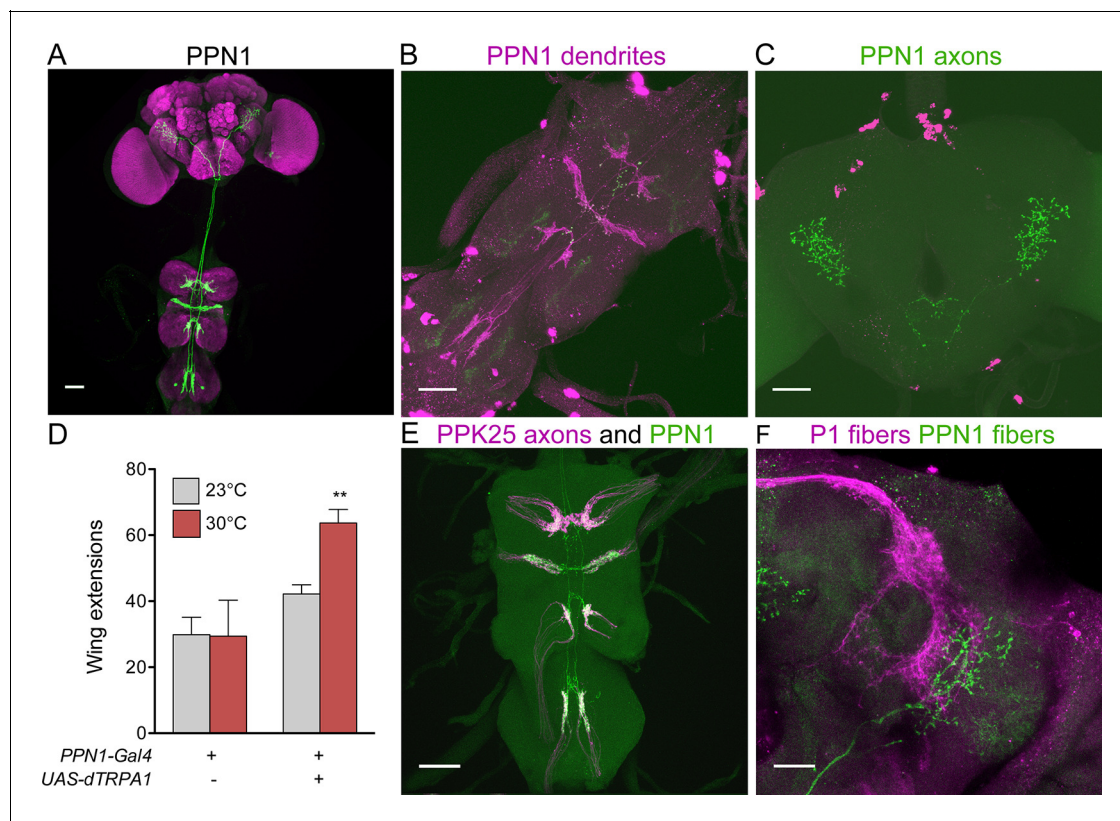 A
PPN1
B
PPN1 dendrites
C
PPN1 axons
D
Wing extensions
80
60
40
20
0
23°C
30°C
**
PPN1-Gal4
+
+
UAS-dTRPA1
-
+
E
PPK25 axons and PPN1
F
P1 fibers PPN1 fibers